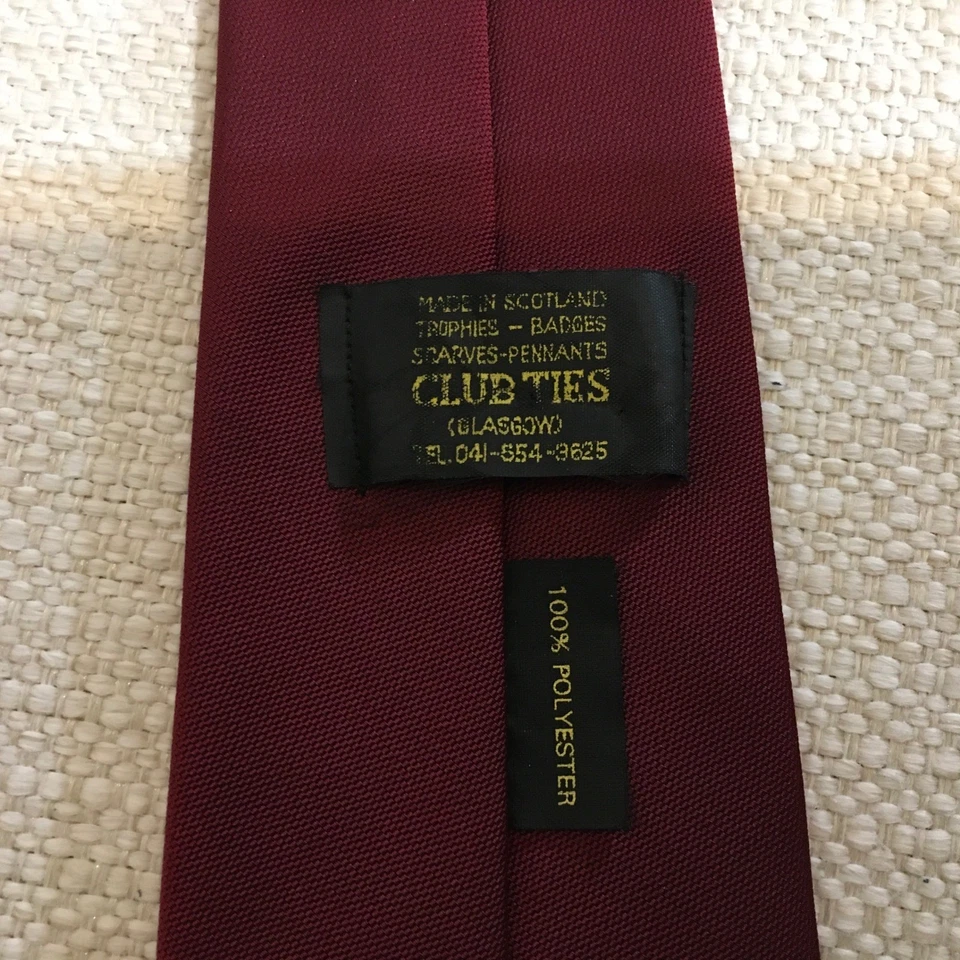 MADE IN SCOTLAND
TROPHIES - BADGES
SCARVES-PENNANTS
CLUB TIES
(GLASGOW)
TEL. 041-554-3625
100% POLYESTER